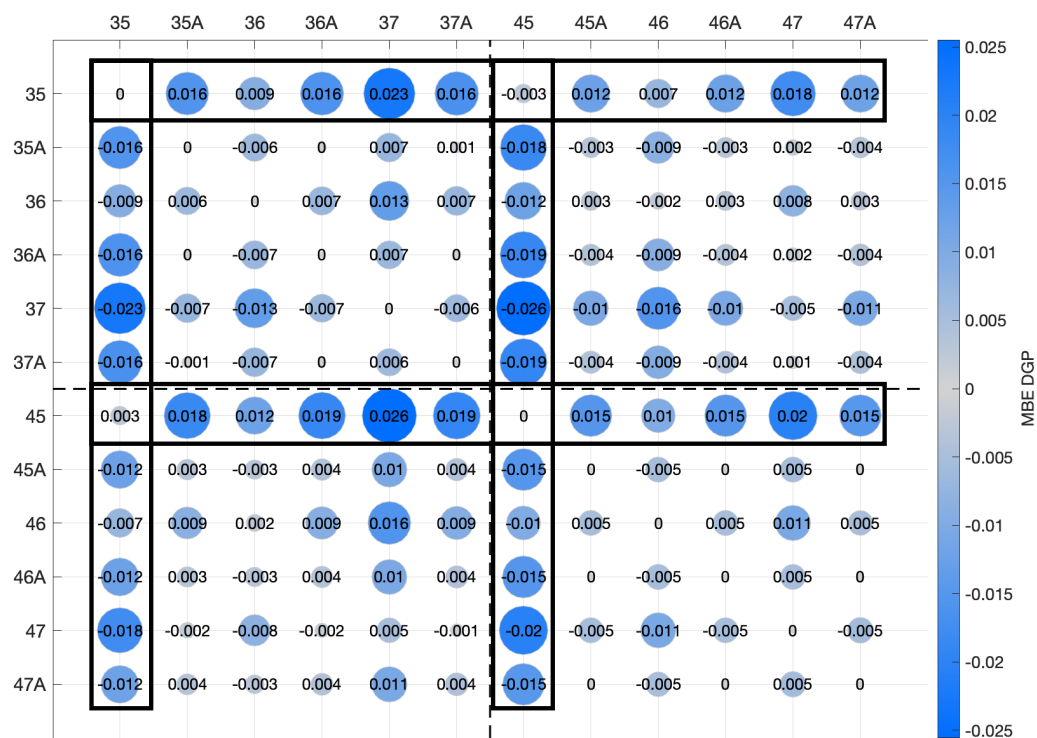 35 35A 36 36A 37 37A 45 45A 46 46A 47 47A
35 0 0.016 0.009 0.016 0.023 0.016 -0.003 0.012 0.007 0.012 0.018 0.012
35A -0.016 0 -0.006 0 0.007 0.001 -0.018 -0.003 -0.009 -0.003 0.002 -0.004
36 -0.009 0.006 0 0.007 0.013 0.007 -0.012 0.003 -0.002 0.003 0.008 0.003
36A -0.016 0 -0.007 0 0.007 0 -0.019 -0.004 -0.009 -0.004 0.002 -0.004
37 -0.023 -0.007 -0.013 -0.007 0 -0.006 -0.026 -0.01 -0.016 -0.01 -0.005 -0.011
37A -0.016 -0.001 -0.007 0 0.006 0 -0.019 -0.004 -0.009 -0.004 0.001 -0.004
45 0.003 0.018 0.012 0.019 0.026 0.019 0 0.015 0.01 0.015 0.02 0.015
45A -0.012 0.003 -0.003 0.004 0.01 0.004 -0.015 0 -0.005 0 0.005 0
46 -0.007 0.009 0.002 0.009 0.016 0.009 -0.01 0.005 0 0.005 0.011 0.005
46A -0.012 0.003 -0.003 0.004 0.01 0.004 -0.015 0 -0.005 0 0.005 0
47 -0.018 -0.002 -0.008 -0.002 0.005 -0.001 -0.02 -0.005 -0.011 -0.005 0 -0.005
47A -0.012 0.004 -0.003 0.004 0.011 0.004 -0.015 0 -0.005 0 0.005 0
0.025
0.02
0.015
0.010
0.005
0
-0.005
-0.01
-0.015
-0.02
-0.025
MBE DGP